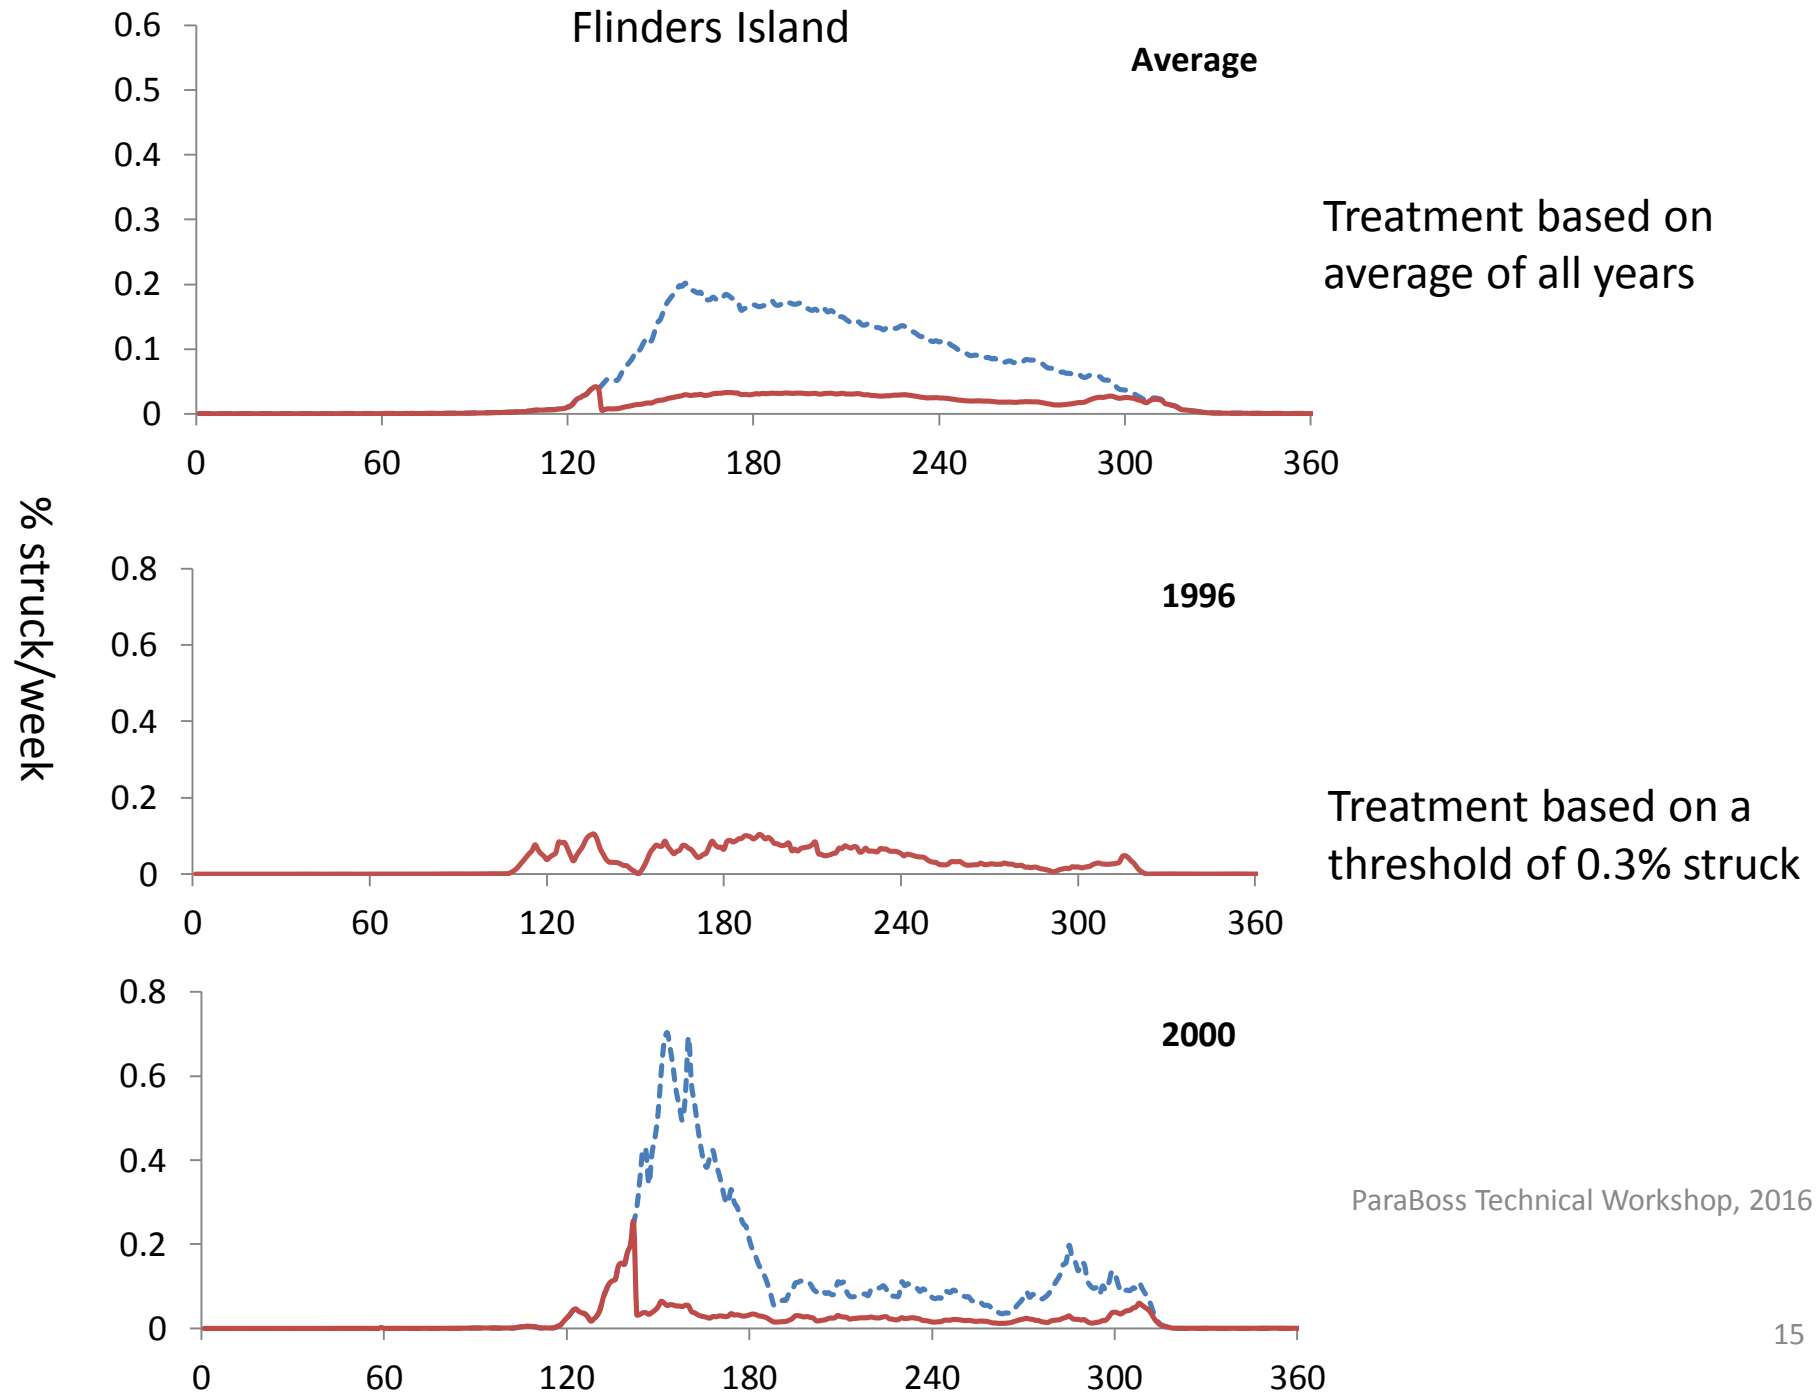 Flinders Island
Average
0.6
0.5
0.4
0.3
0.2
0.1
0
0 60 120 180 240 300 360
Treatment based on
average of all years
% struck/week
1996
0.8
0.6
0.4
0.2
0
0 60 120 180 240 300 360
Treatment based on a
threshold of 0.3% struck
2000
0.8
0.6
0.4
0.2
0
0 60 120 180 240 300 360
ParaBoss Technical Workshop, 2016
15